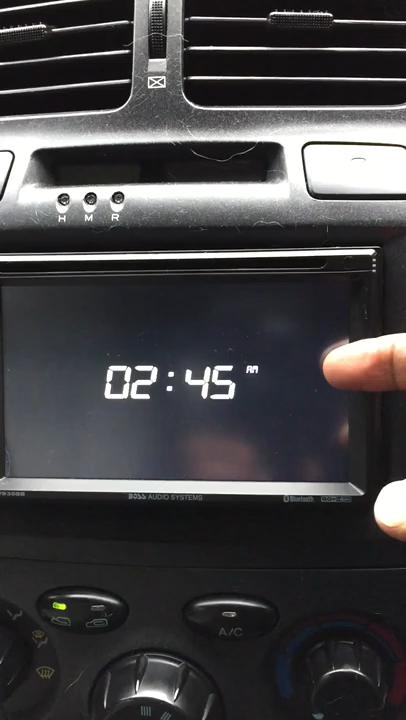 H M R
02:45 AM
BOSS AUDIO SYSTEMS
Bluetooth
A/C